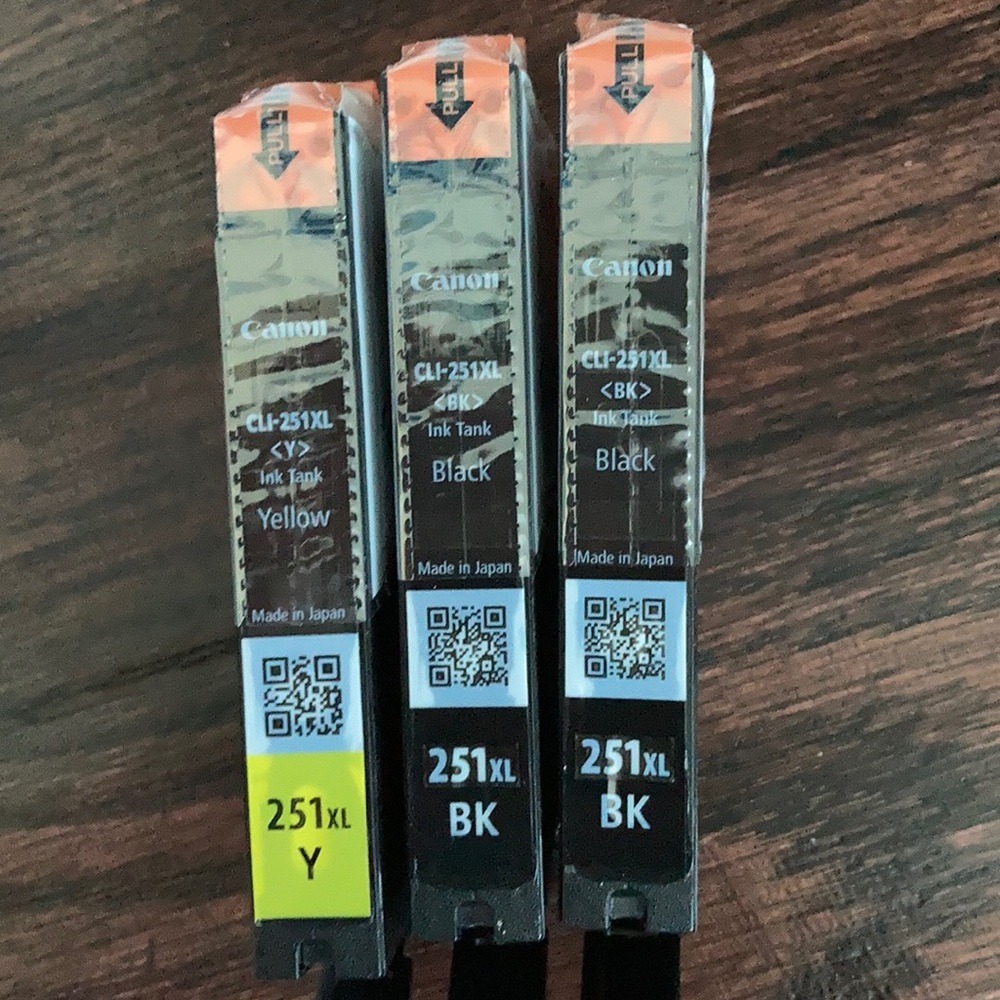 PULL
Canon
CLI-251XL
<Y>
Ink Tank
Yellow
Made in Japan
251XL
Y
PULL
Canon
CLI-251XL
<BK>
Ink Tank
Black
Made in Japan
251XL
BK
PULL
Canon
CLI-251XL
<BK>
Ink Tank
Black
Made in Japan
251XL
BK